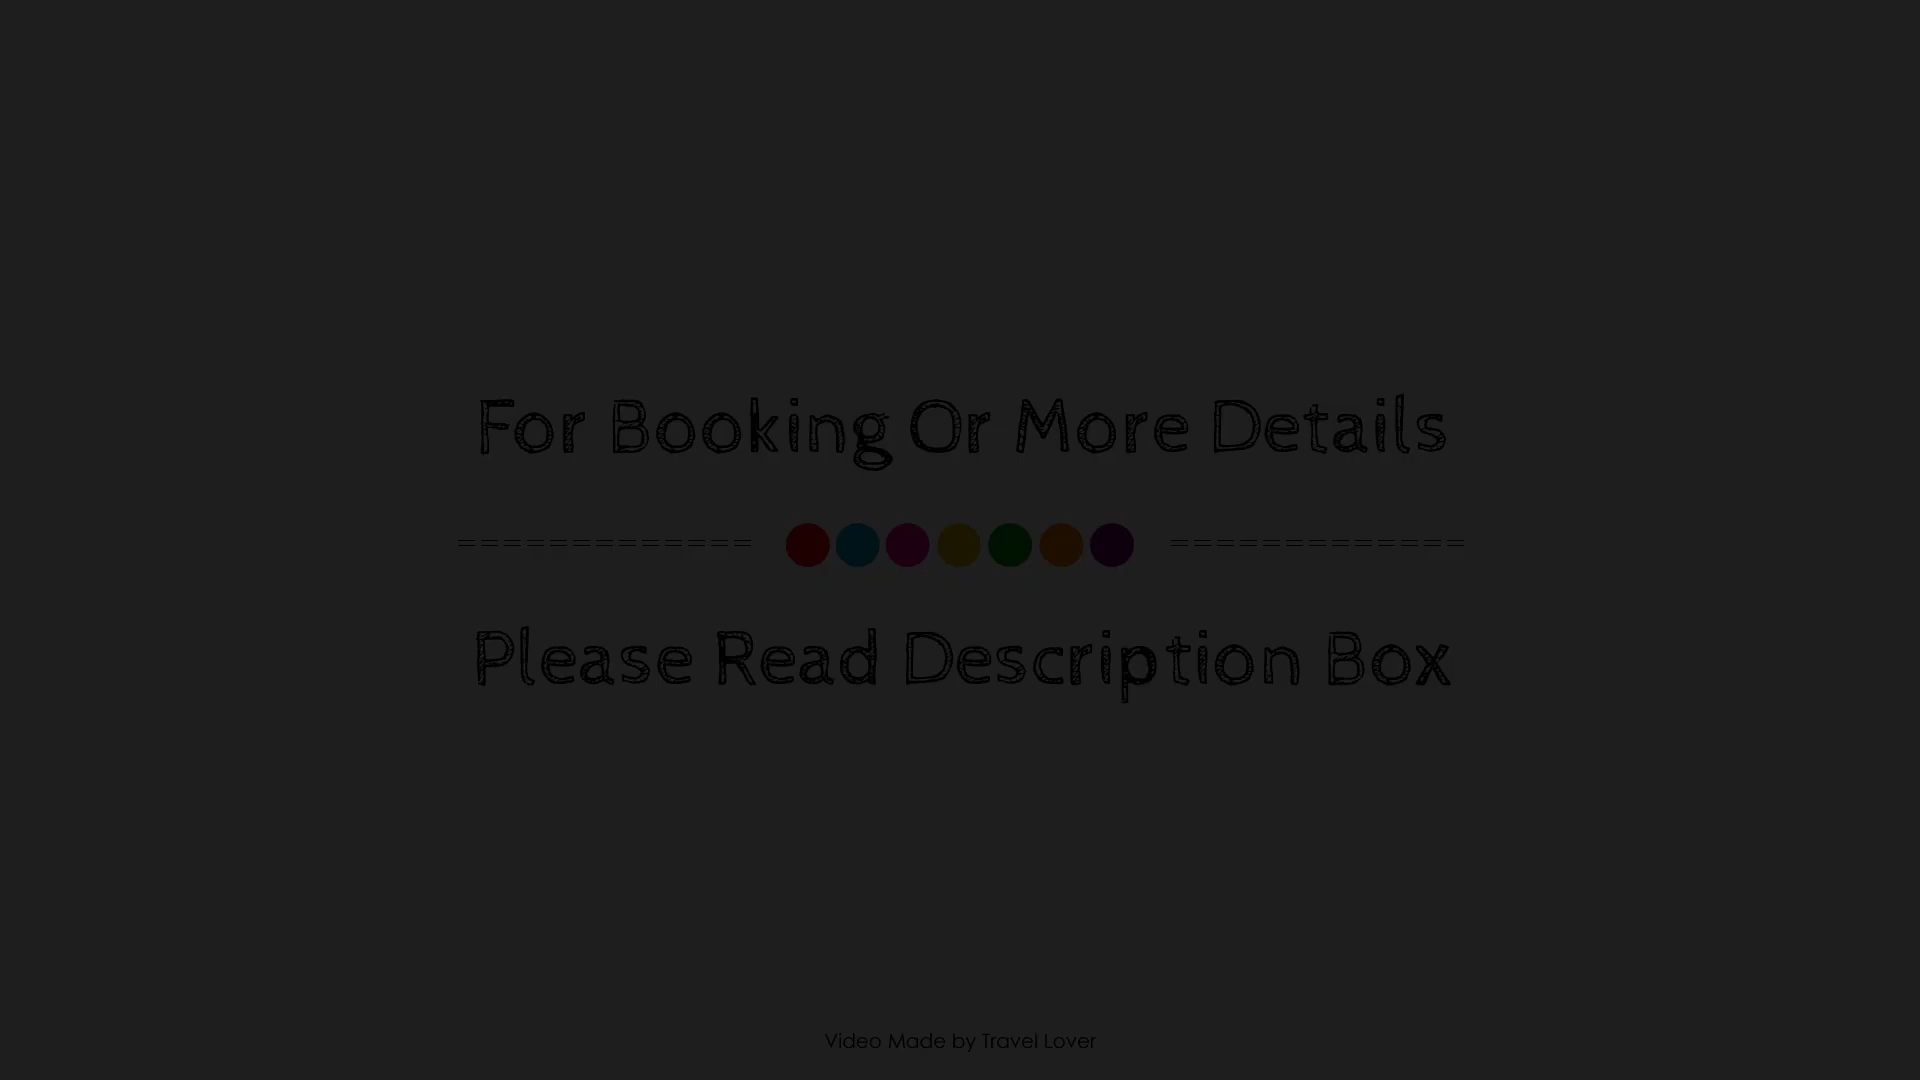 For Booking Or More Details
============= =============
Please Read Description Box
Video Made by Travel Lover